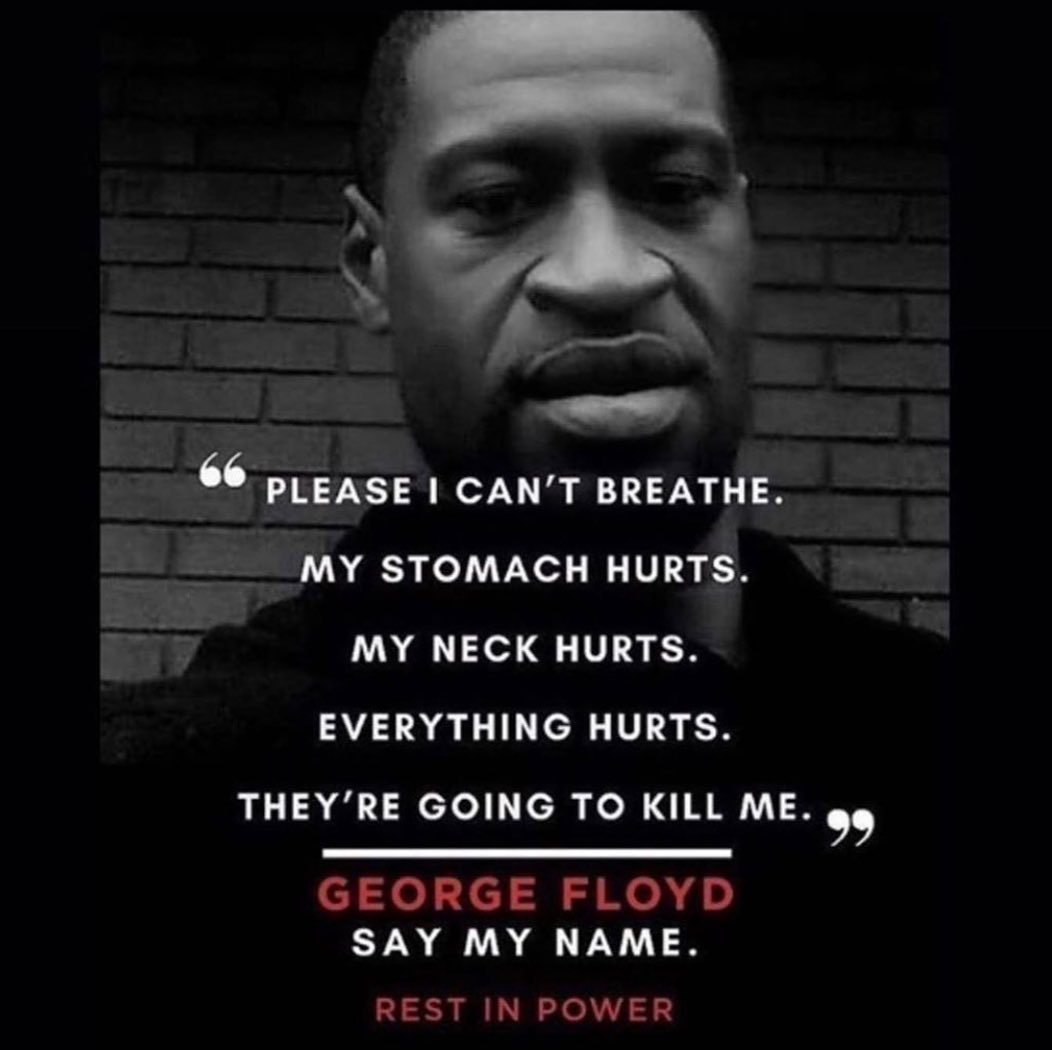 “ PLEASE I CAN’T BREATHE.
MY STOMACH HURTS.
MY NECK HURTS.
EVERYTHING HURTS.
THEY’RE GOING TO KILL ME. ”
GEORGE FLOYD
SAY MY NAME.
REST IN POWER